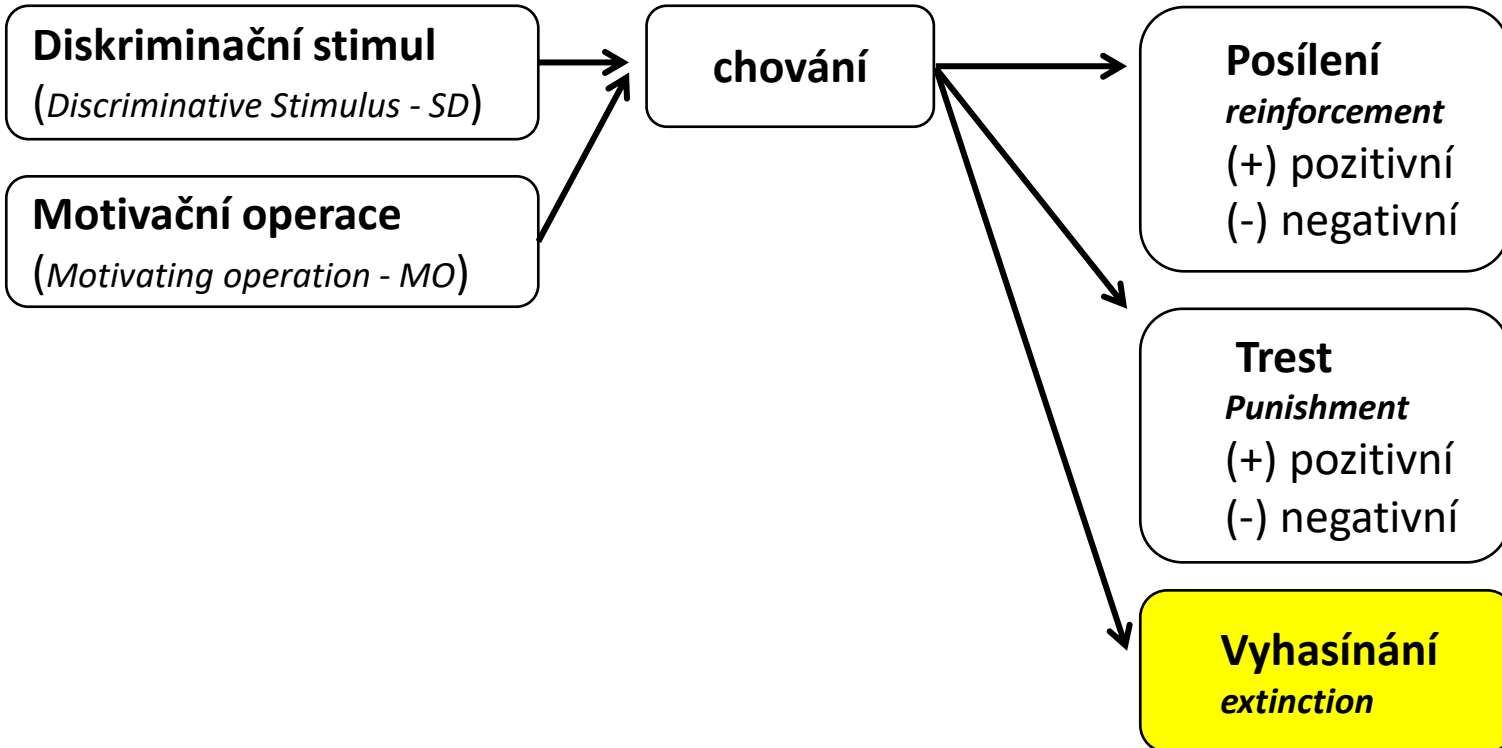 Diskriminační stimul
(Discriminative Stimulus - SD)
Motivační operace
(Motivating operation - MO)
chování
Posílení
reinforcement
(+) pozitivní
(-) negativní
Trest
Punishment
(+) pozitivní
(-) negativní
Vyhasínání
extinction